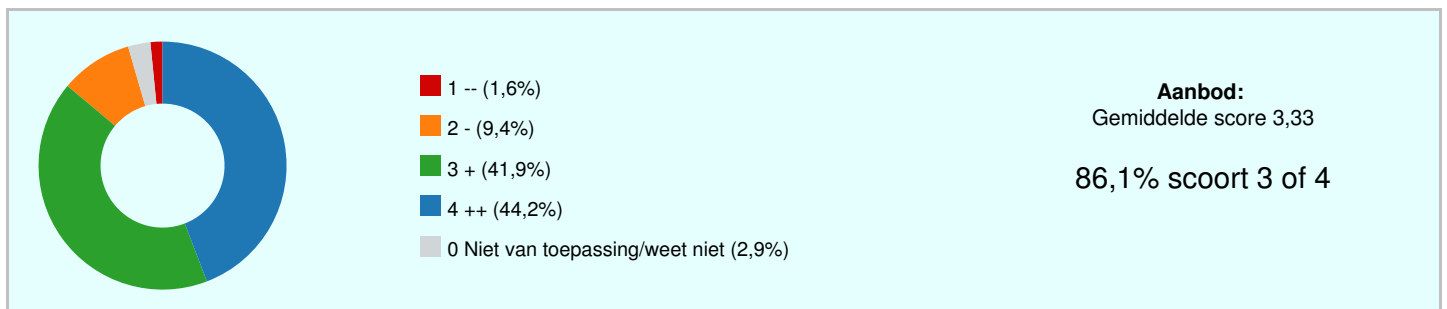 1 -- (1,6%)
2 - (9,4%)
3 + (41,9%)
4 ++ (44,2%)
0 Niet van toepassing/weet niet (2,9%)
Aanbod:
Gemiddelde score 3,33
86,1% scoort 3 of 4